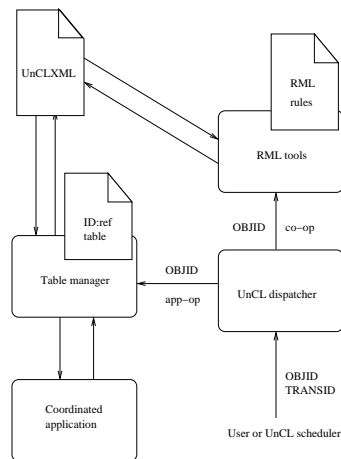 UnCLXML
RML
rules
RML tools
ID:ref
table
OBJID
co-op
Table manager
OBJID
app-op
UnCL dispatcher
OBJID
TRANSID
Coordinated
application
User or UnCL scheduler